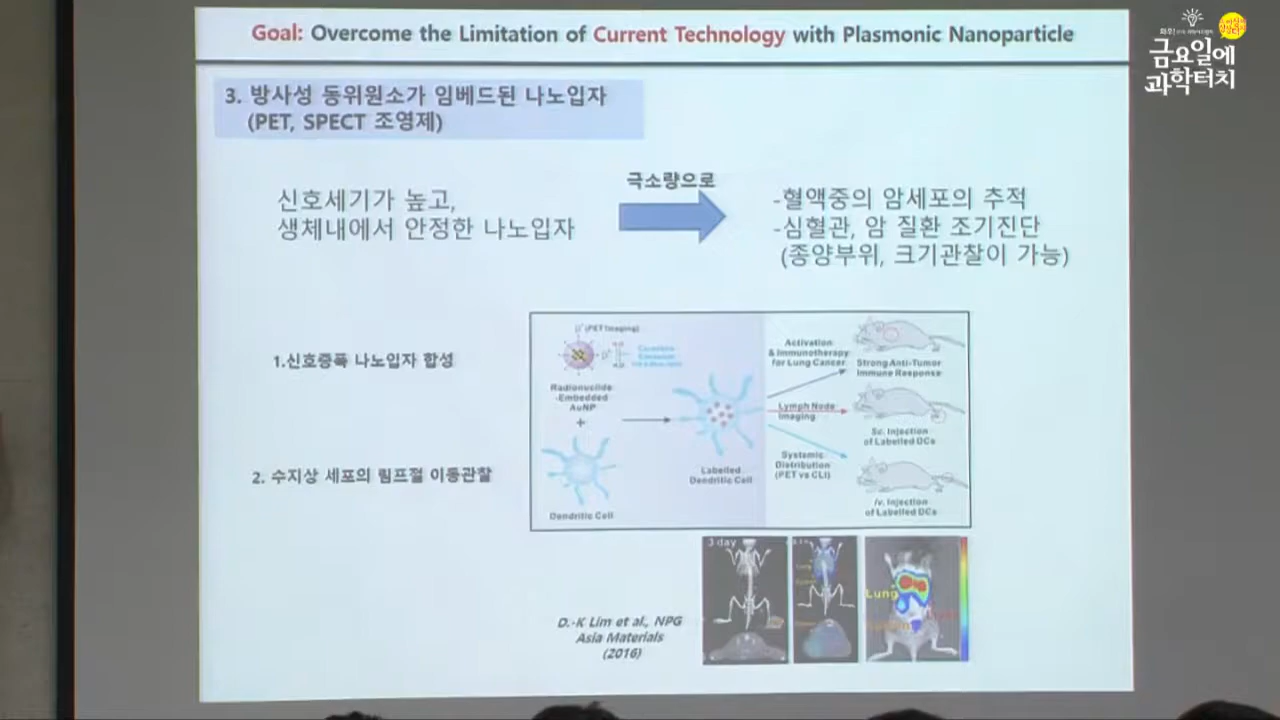 Goal: Overcome the Limitation of Current Technology with Plasmonic Nanoparticle
금요일에
과학터치
3. 방사성 동위원소가 임베드된 나노입자
(PET, SPECT 조영제)
신호세기가 높고,
생체내에서 안정한 나노입자
극소량으로
-혈액중의 암세포의 추적
-심혈관, 암 질환 조기진단
(종양부위, 크기관찰이 가능)
1.신호증폭 나노입자 합성
2. 수지상 세포의 림프절 이동관찰
(PET Imaging)
Radionuclide
-Embedded
AuNP
+
Dendritic Cell
Labelled
Dendritic Cell
Activation
& Immunotherapy
for Lung Cancer
Lymph Node
Imaging
Systemic
Distribution
(PET vs CLI)
Strong Anti-Tumor
Immune Response
Sc. Injection
of Labelled DCs
iv. Injection
of Labelled DCs
3 day
Lung
D.-K Lim et al., NPG
Asia Materials
(2016)